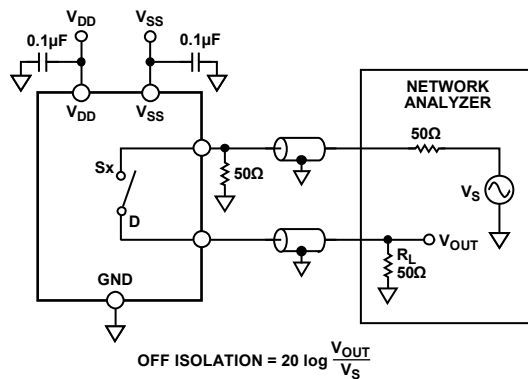 VDD
VSS
0.1µF
0.1µF
VDD
VSS
NETWORK
ANALYZER
50Ω
Sx
50Ω
VS
D
VOUT
RL
50Ω
GND
OFF ISOLATION = 20 log VOUT
VS